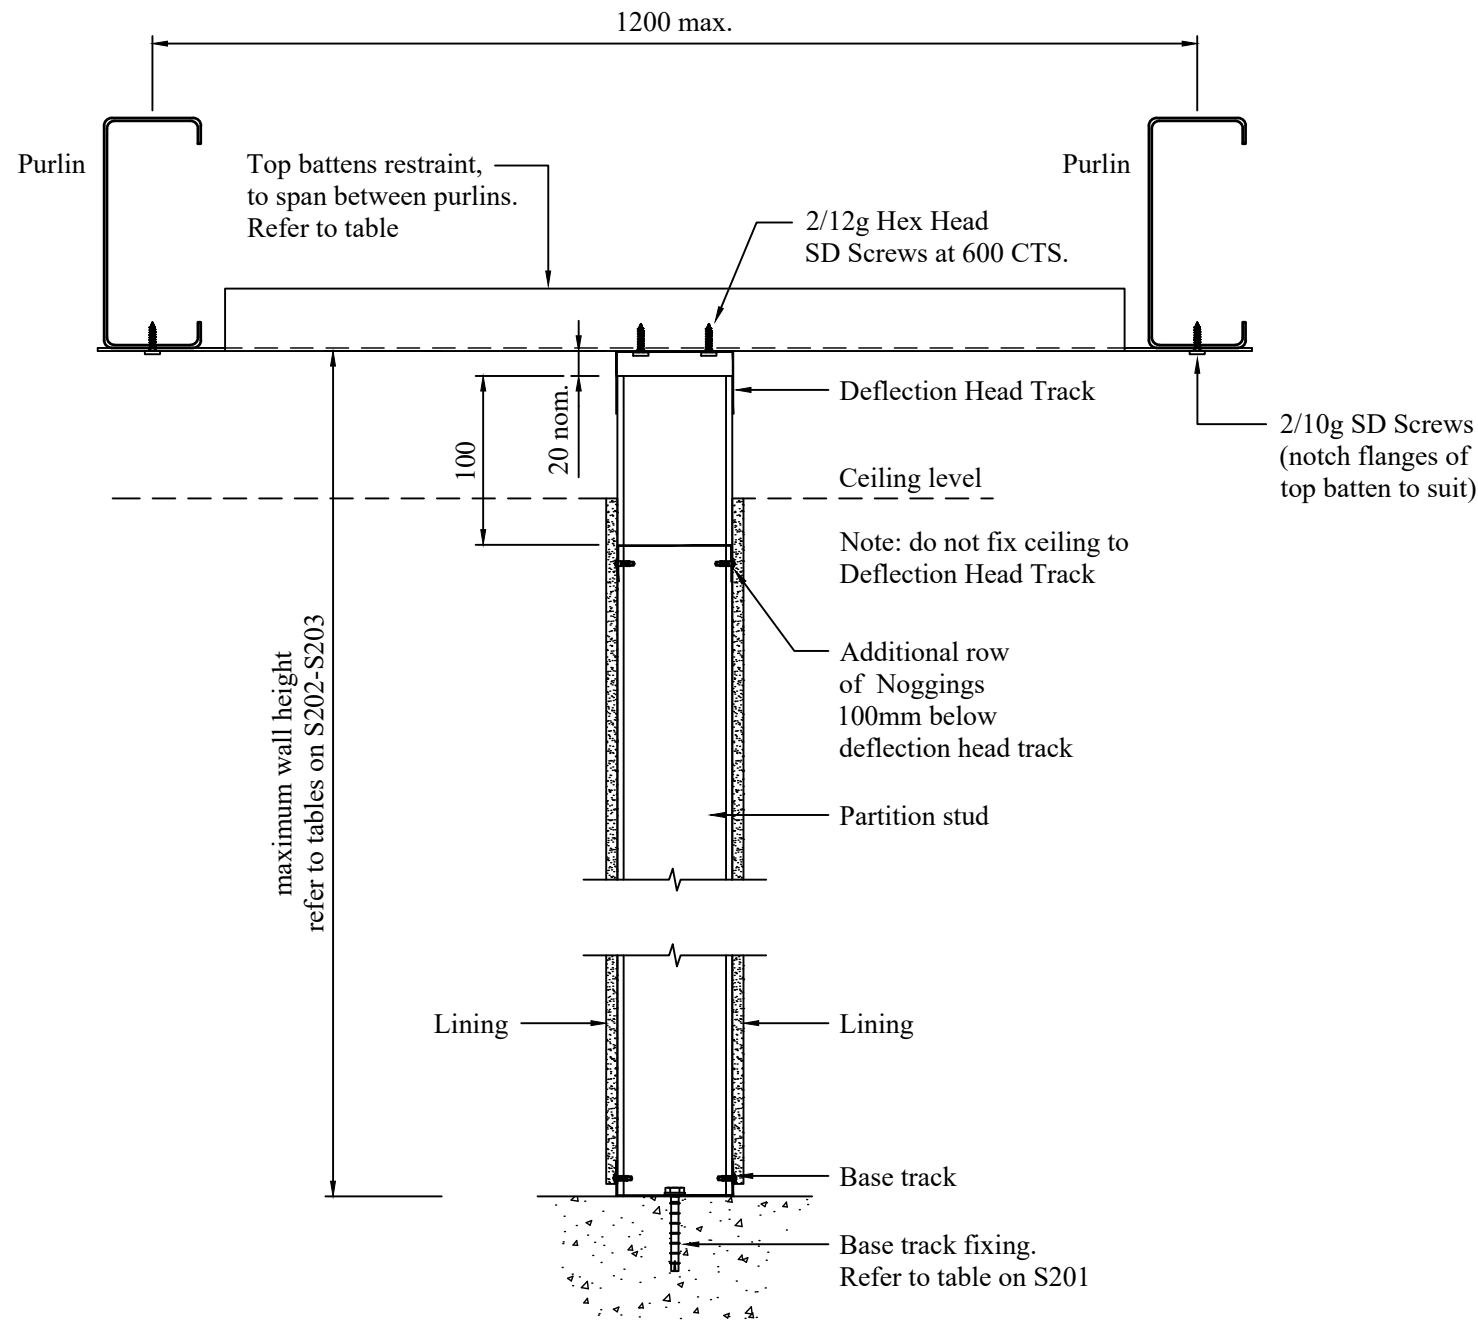 1200 max.
Purlin
Top battens restraint,
to span between purlins.
Refer to table
2/12g Hex Head
SD Screws at 600 CTS.
Purlin
Deflection Head Track
20 nom.
100
2/10g SD Screws
(notch flanges of
top batten to suit)
Ceiling level
Note: do not fix ceiling to
Deflection Head Track
Additional row
of Noggings
100mm below
deflection head track
maximum wall height
refer to tables on S202-S203
Partition stud
Lining
Lining
Base track
Base track fixing.
Refer to table on S201